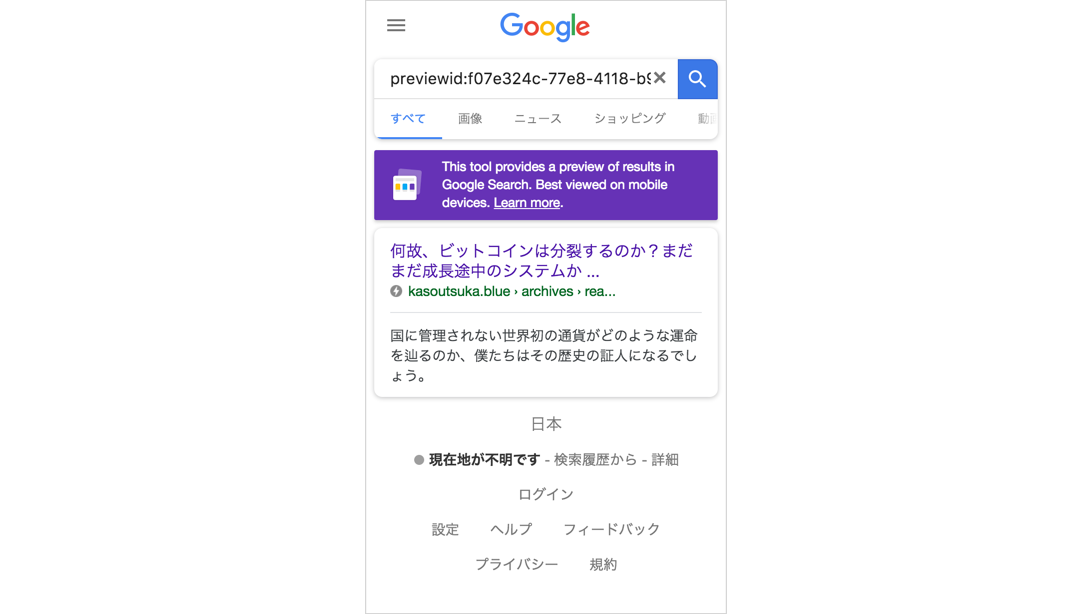 Google
previewid:f07e324c-77e8-4118-b9
すべて 画像 ニュース ショッピング 動画
This tool provides a preview of results in
Google Search. Best viewed on mobile
devices. Learn more.
何故、ビットコインは分裂するのか？まだ
まだ成長途中のシステムか ...
kasoutsuka.blue › archives › rea...
国に管理されない世界初の通貨がどのような運命
を辿るのか、僕たちはその歴史の証人になるでし
ょう。
日本
現在地が不明です - 検索履歴から - 詳細
ログイン
設定 ヘルプ フィードバック
プライバシー 規約